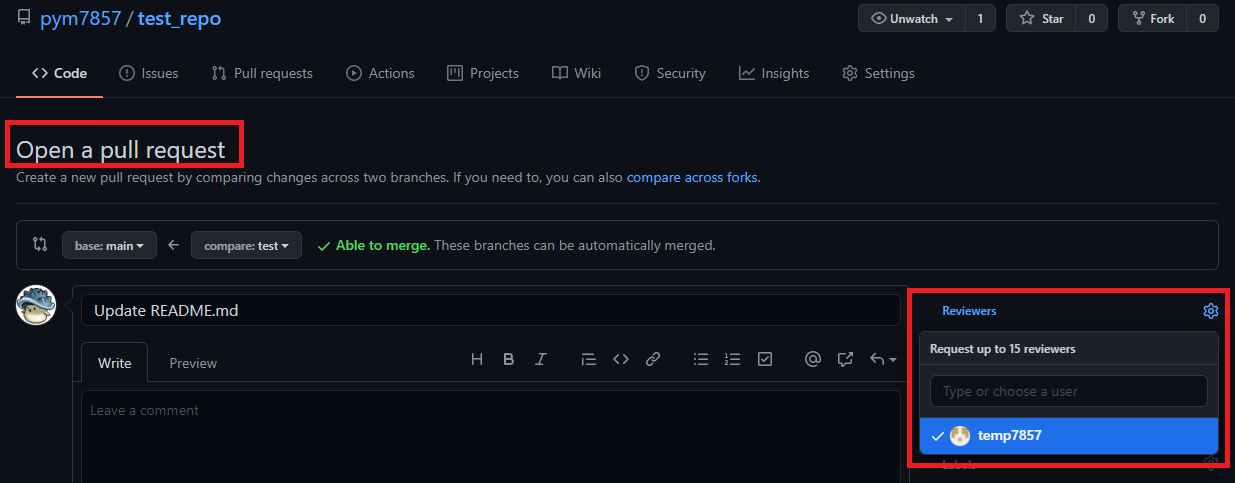 pym7857 / test_repo
Unwatch 1 Star 0 Fork 0
Code Issues Pull requests Actions Projects Wiki Security Insights Settings
Open a pull request
Create a new pull request by comparing changes across two branches. If you need to, you can also compare across forks.
base: main compare: test Able to merge. These branches can be automatically merged.
Update README.md
Write Preview
Leave a comment
Reviewers
Request up to 15 reviewers
Type or choose a user
temp7857
Labels